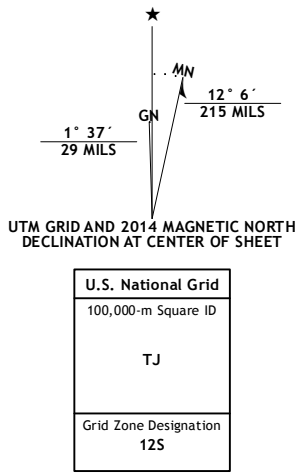 ★
MN
GN
12° 6´
215 MILS
1° 37´
29 MILS
UTM GRID AND 2014 MAGNETIC NORTH
DECLINATION AT CENTER OF SHEET
U.S. National Grid
100,000-m Square ID
TJ
Grid Zone Designation
12S